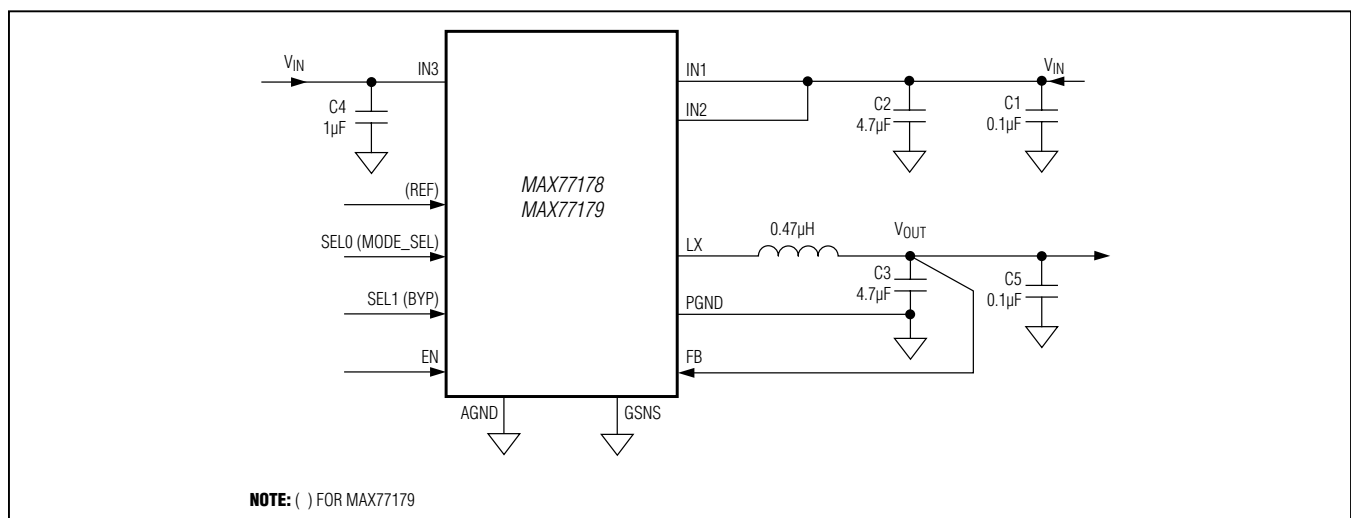 V_IN
IN3
C4
1µF
IN1
V_IN
IN2
C2
4.7µF
C1
0.1µF
MAX77178
MAX77179
(REF)
SEL0 (MODE_SEL)
SEL1 (BYP)
EN
LX
0.47µH
V_OUT
C3
4.7µF
C5
0.1µF
PGND
FB
AGND
GSNS
NOTE: ( ) FOR MAX77179